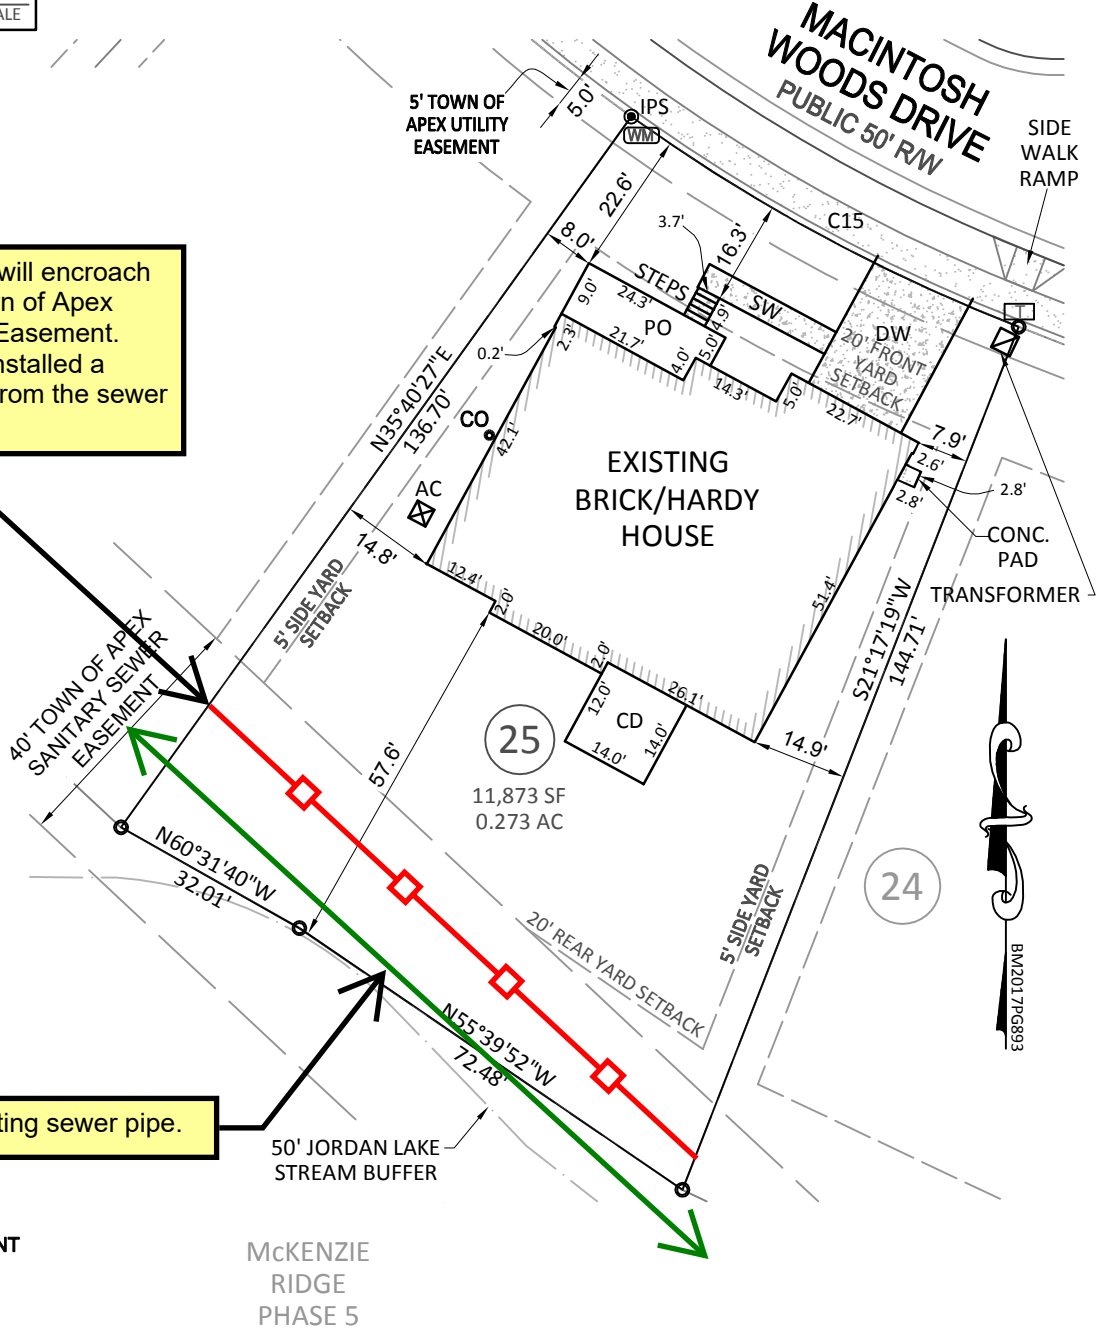 ALE
MACINTOSH
WOODS DRIVE
PUBLIC 50' R/W
5' TOWN OF
APEX UTILITY
EASEMENT
5.0'
IPS
WM
SIDE
WALK
RAMP
C15
22.6'
8.0'
3.7'
16.3'
STEPS
SW
4.9'
9.0'
24.3'
PO
21.7'
2.3'
0.2'
4.0'
5.0'
14.3'
5.0'
22.7'
DW
20' FRONT
YARD
SETBACK
T
will encroach
n of Apex
Easement.
nstalled a
rom the sewer
N35°40'27"E
136.70'
CO
42.1'
AC
EXISTING
BRICK/HARDY
HOUSE
7.9'
2.6'
2.8'
2.8'
CONC.
PAD
TRANSFORMER
14.8'
12.4'
2.0'
20.0'
2.0'
26.1'
51.4'
S21°17'19"W
144.71'
5' SIDE YARD
SETBACK
40' TOWN OF APEX
SANITARY SEWER
EASEMENT
12.0'
CD
14.0'
14.0'
14.9'
57.6'
25
11,873 SF
0.273 AC
24
N60°31'40"W
32.01'
20' REAR YARD SETBACK
5' SIDE YARD
SETBACK
BM2017PG893
N55°39'52"W
72.48'
ting sewer pipe.
50' JORDAN LAKE
STREAM BUFFER
NT
McKENZIE
RIDGE
PHASE 5